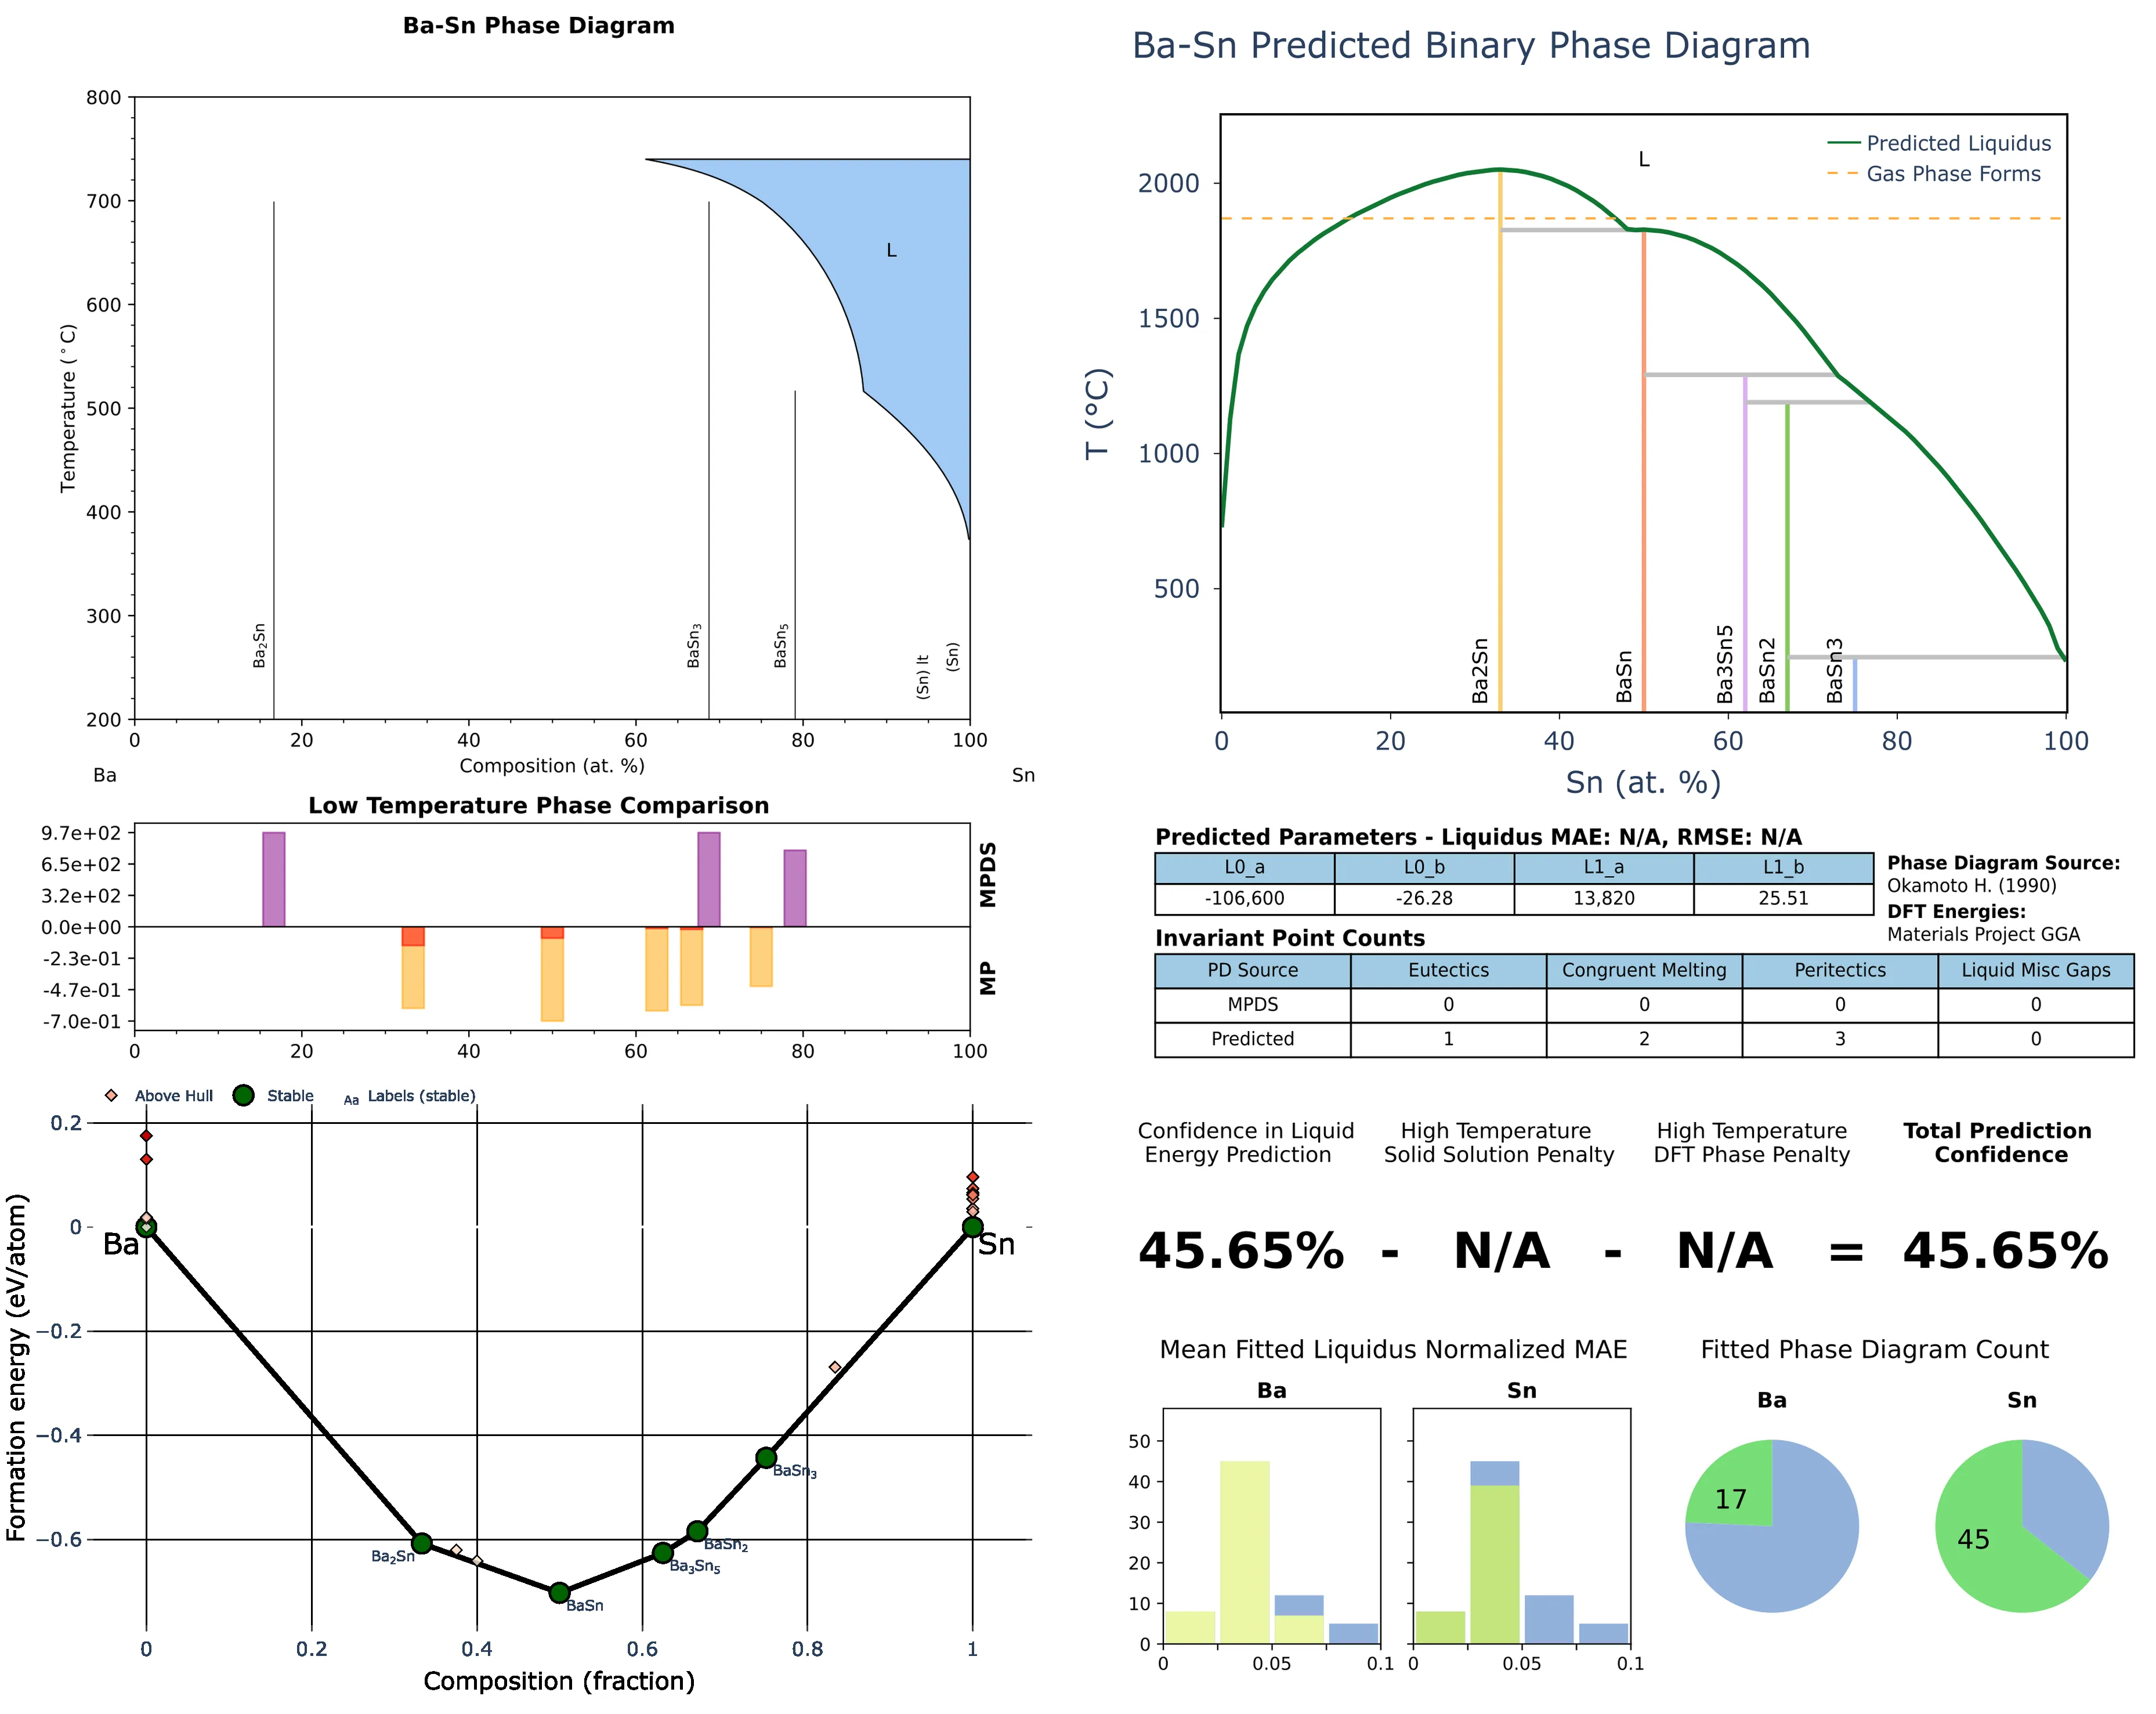 Ba-Sn Phase Diagram
800
700
600
500
400
300
200
Temperature (°C)
L
Ba2Sn
BaSn3
BaSn5
(Sn) lt
(Sn)
0 20 40 60 80 100
Composition (at. %)
Ba Sn
Low Temperature Phase Comparison
9.7e+02
6.5e+02
3.2e+02
0.0e+00
-2.3e-01
-4.7e-01
-7.0e-01
MPDS
MP
0 20 40 60 80 100
Above Hull Stable Aa Labels (stable)
0.2
0
−0.2
−0.4
−0.6
Formation energy (eV/atom)
Ba Sn
Ba2Sn
BaSn
Ba3Sn5
BaSn2
BaSn3
0 0.2 0.4 0.6 0.8 1
Composition (fraction)
Ba-Sn Predicted Binary Phase Diagram
L
Predicted Liquidus
Gas Phase Forms
2000
1500
1000
500
T (°C)
Ba2Sn
BaSn
Ba3Sn5
BaSn2
BaSn3
0 20 40 60 80 100
Sn (at. %)
Predicted Parameters - Liquidus MAE: N/A, RMSE: N/A
L0_a L0_b L1_a L1_b
-106,600 -26.28 13,820 25.51
Phase Diagram Source:
Okamoto H. (1990)
DFT Energies:
Materials Project GGA
Invariant Point Counts
PD Source Eutectics Congruent Melting Peritectics Liquid Misc Gaps
MPDS 0 0 0 0
Predicted 1 2 3 0
Confidence in Liquid
Energy Prediction
High Temperature
Solid Solution Penalty
High Temperature
DFT Phase Penalty
Total Prediction
Confidence
45.65% - N/A - N/A = 45.65%
Mean Fitted Liquidus Normalized MAE
Ba
Sn
50
40
30
20
10
0
0 0.05 0.1
0 0.05 0.1
Fitted Phase Diagram Count
Ba
17
Sn
45